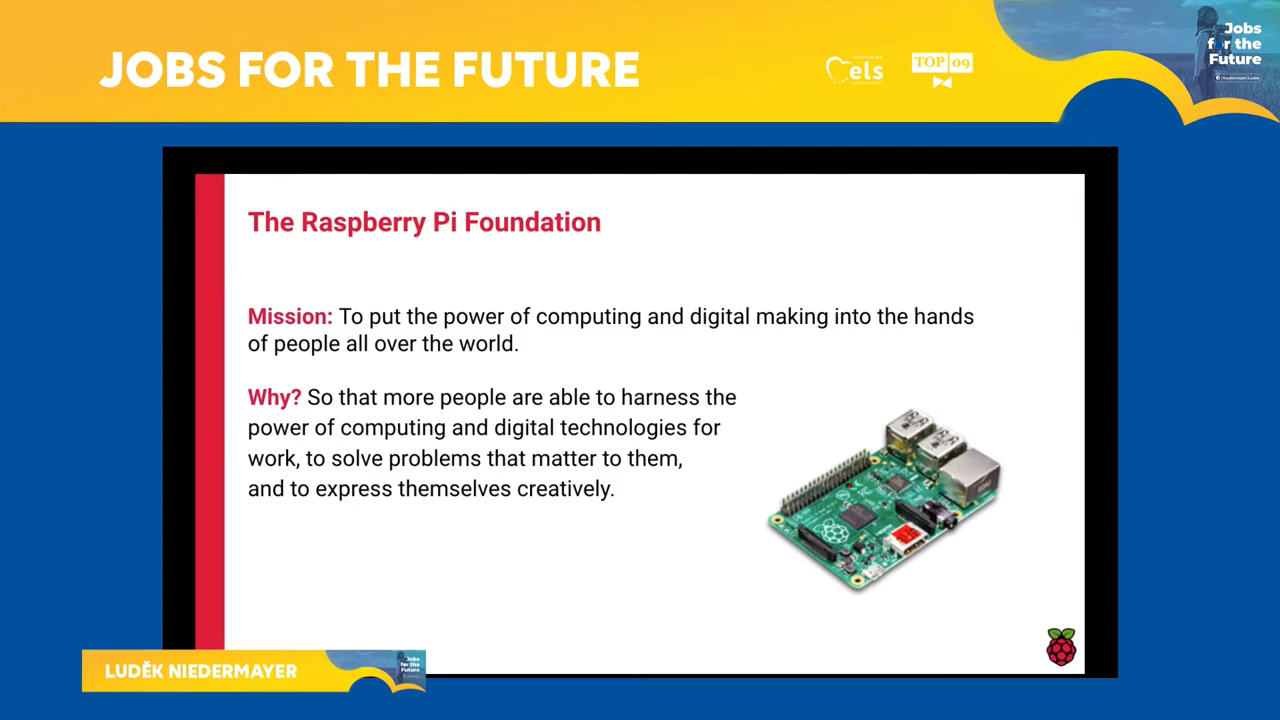 JOBS FOR THE FUTURE
els
TOP 09
Jobs
for the
Future
The Raspberry Pi Foundation
Mission: To put the power of computing and digital making into the hands
of people all over the world.
Why? So that more people are able to harness the
power of computing and digital technologies for
work, to solve problems that matter to them,
and to express themselves creatively.
LUDĚK NIEDERMAYER
Jobs
for the
Future